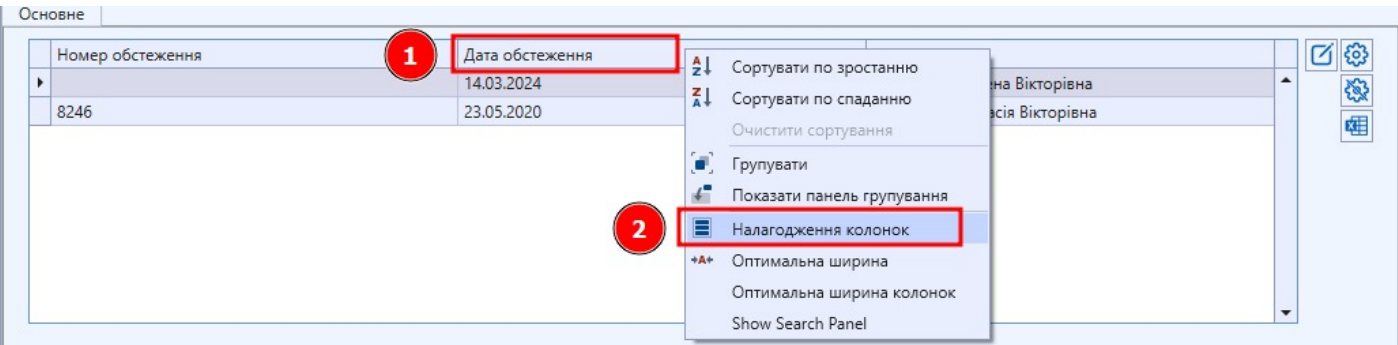 Основне
Номер обстеження
1
Дата обстеження
14.03.2024
Вікторівна
8246
23.05.2020
Вікторівна
Сортувати по зростанню
Сортувати по спаданню
Очистити сортування
Групувати
Показати панель групування
2
Налагодження колонок
Оптимальна ширина
Оптимальна ширина колонок
Show Search Panel